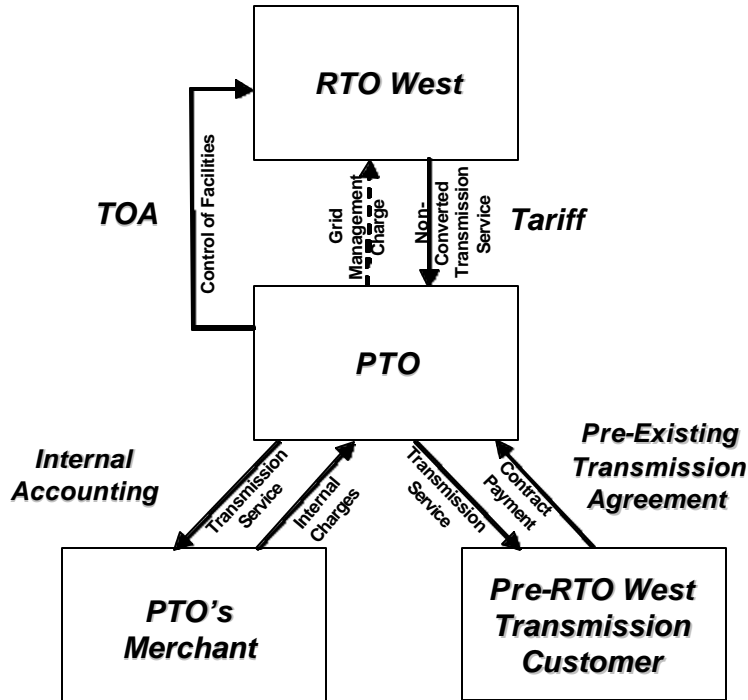 RTO West
TOA
Control of Facilities
Grid
Management
Charge
Non-
Converted
Transmission
Service
Tariff
PTO
Internal
Accounting
Transmission
Service
Internal
Charges
Transmission
Service
Contract
Payment
Pre-Existing
Transmission
Agreement
PTO's
Merchant
Pre-RTO West
Transmission
Customer